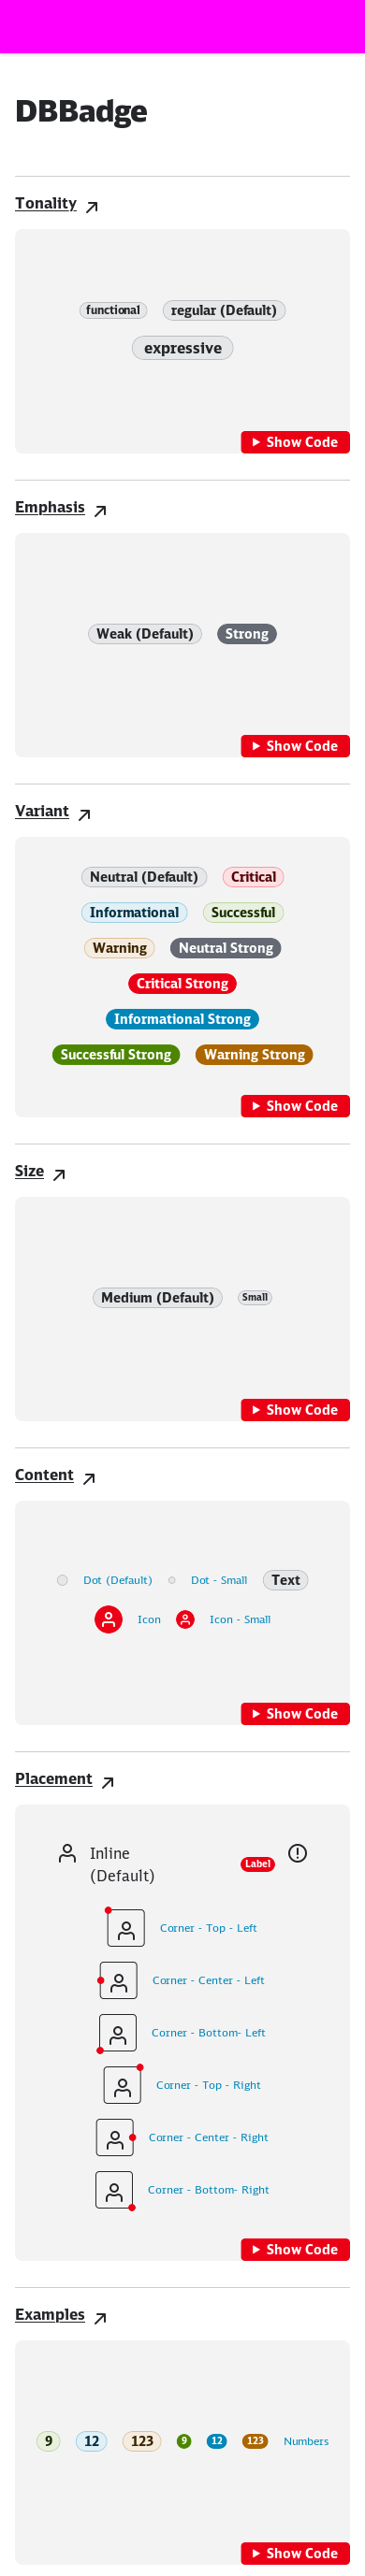 DBBadge
Tonality
functional regular (Default)
expressive
Show Code
Emphasis
Weak (Default) Strong
Show Code
Variant
Neutral (Default) Critical
Informational Successful
Warning Neutral Strong
Critical Strong
Informational Strong
Successful Strong Warning Strong
Show Code
Size
Medium (Default) Small
Show Code
Content
Dot (Default) Dot - Small Text
Icon Icon - Small
Show Code
Placement
Inline
(Default)
Label
Corner - Top - Left
Corner - Center - Left
Corner - Bottom- Left
Corner - Top - Right
Corner - Center - Right
Corner - Bottom- Right
Show Code
Examples
9 12 123 9 12 123 Numbers
Show Code